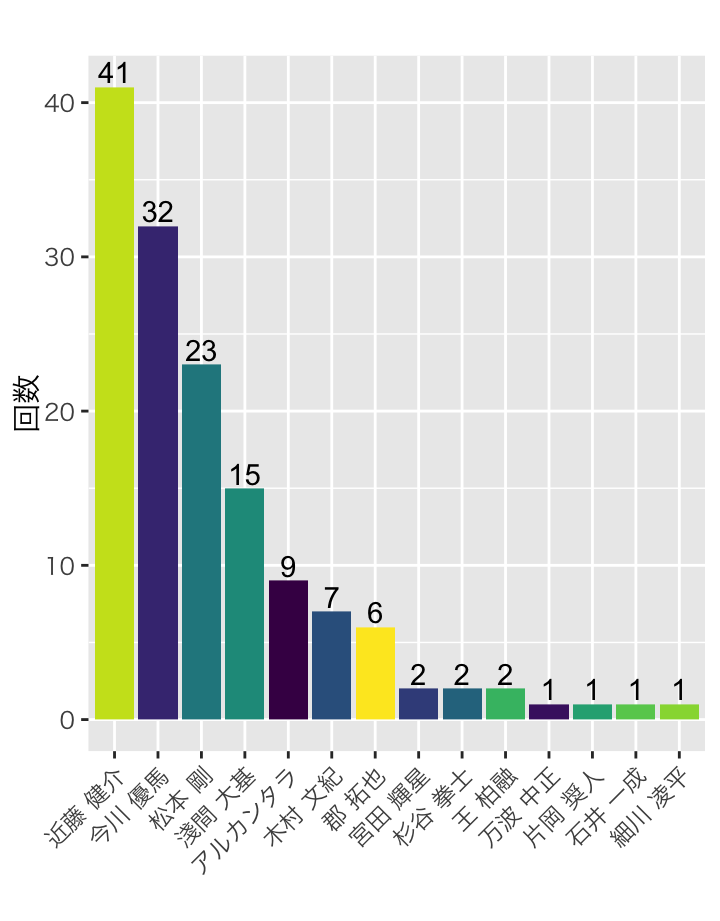 41
40
32
30
23
回数
20
15
10
9
7
6
2
2
2
1
1
1
1
0
近藤 健介
今川 優馬
松本 剛
淺間 大基
アルカンタラ
木村 文紀
郡 拓也
宮田 輝星
杉谷 拳士
王 柏融
万波 中正
片岡 奨人
石井 一成
細川 凌平